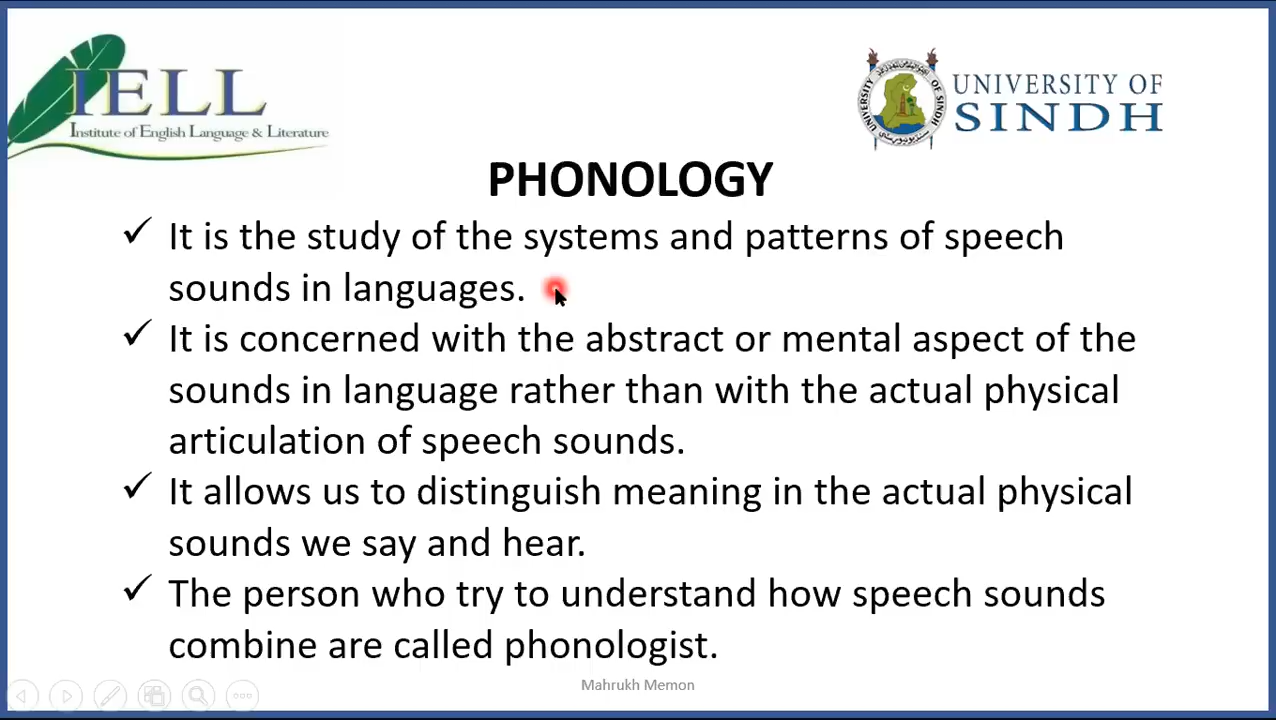 IELL
Institute of English Language & Literature
UNIVERSITY OF
SINDH
PHONOLOGY
✓ It is the study of the systems and patterns of speech
sounds in languages.
✓ It is concerned with the abstract or mental aspect of the
sounds in language rather than with the actual physical
articulation of speech sounds.
✓ It allows us to distinguish meaning in the actual physical
sounds we say and hear.
✓ The person who try to understand how speech sounds
combine are called phonologist.
Mahrukh Memon